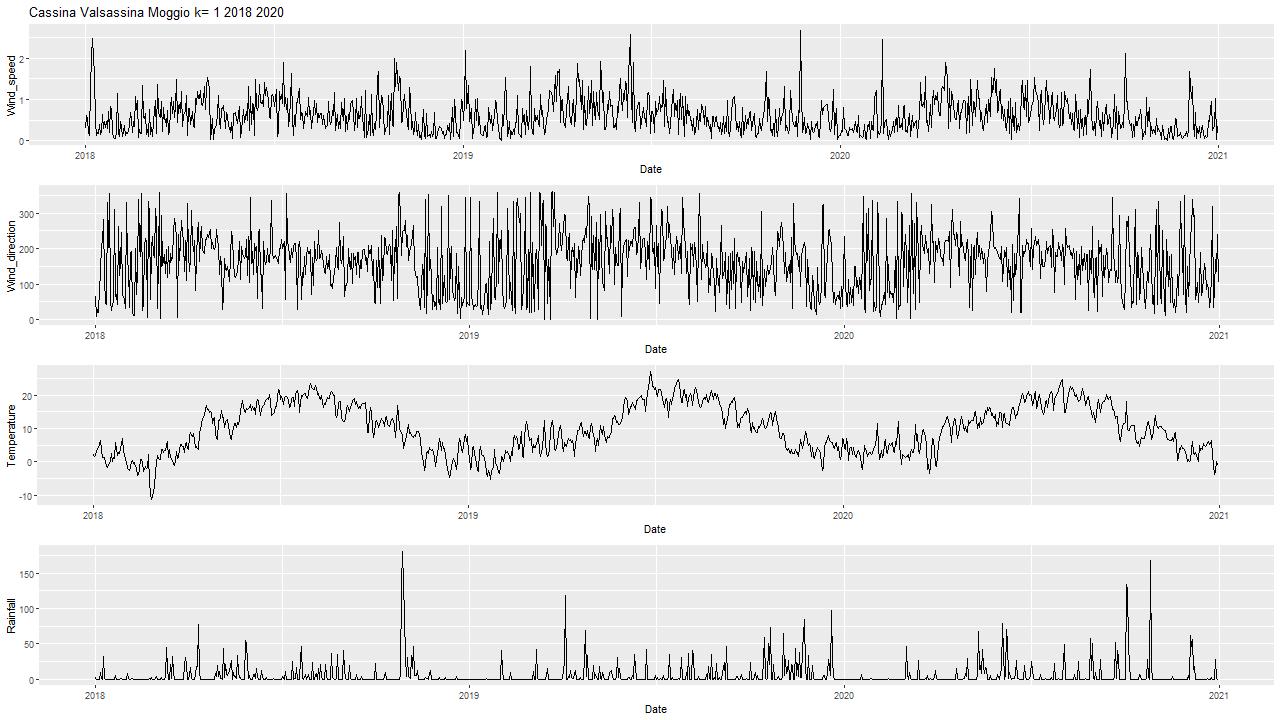 Cassina Valsassina Moggio k= 1 2018 2020
Wind_speed
2
1
0
2018 2019 2020 2021
Date
Wind_direction
300
200
100
0
2018 2019 2020 2021
Date
Temperature
20
10
0
-10
2018 2019 2020 2021
Date
Rainfall
150
100
50
0
2018 2019 2020 2021
Date